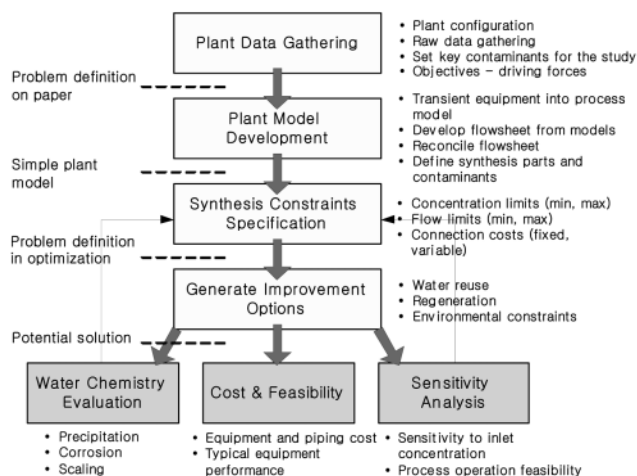 Plant Data Gathering
• Plant configuration
• Raw data gathering
• Set key contaminants for the study
• Objectives – driving forces
Problem definition
on paper
Plant Model
Development
• Transient equipment into process
model
• Develop flowsheet from models
• Reconcile flowsheet
• Define synthesis parts and
contaminants
Simple plant
model
Synthesis Constraints
Specification
• Concentration limits (min, max)
• Flow limits (min, max)
• Connection costs (fixed,
variable)
Problem definition
in optimization
Generate Improvement
Options
• Water reuse
• Regeneration
• Environmental constraints
Potential solution
Water Chemistry
Evaluation
• Precipitation
• Corrosion
• Scaling
Cost & Feasibility
• Equipment and piping cost
• Typical equipment
performance
Sensitivity
Analysis
• Sensitivity to inlet
concentration
• Process operation feasibility